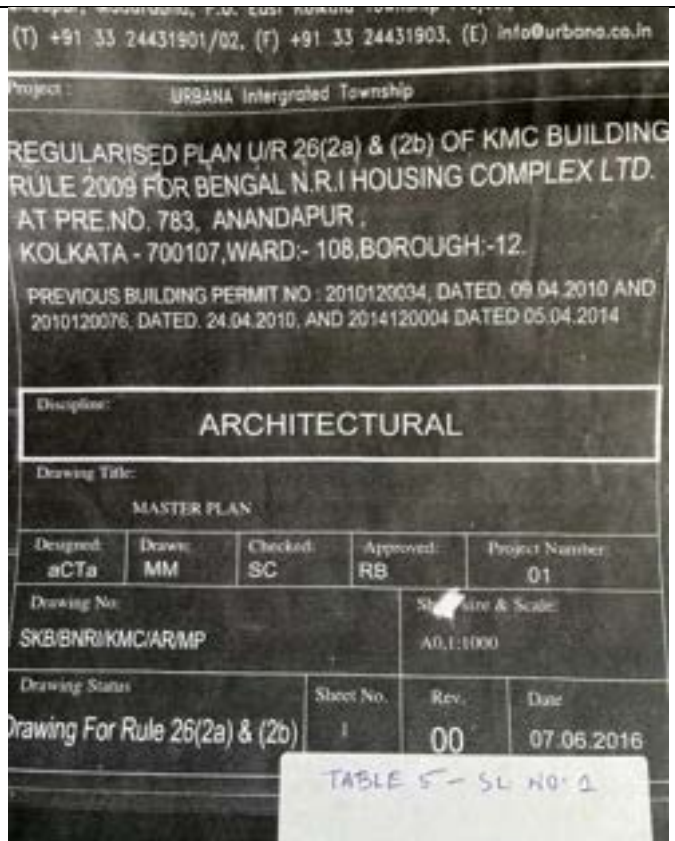 (T) +91 33 24431901/02, (F) +91 33 24431903, (E) info@urbana.co.in
Project : URBANA Intergrated Township
REGULARISED PLAN U/R 26(2a) & (2b) OF KMC BUILDING
RULE 2009 FOR BENGAL N.R.I HOUSING COMPLEX LTD.
AT PRE.NO. 783, ANANDAPUR ,
KOLKATA - 700107,WARD:- 108,BOROUGH:-12.
PREVIOUS BUILDING PERMIT NO : 2010120034, DATED. 09.04.2010 AND
2010120076, DATED. 24.04.2010, AND 2014120004 DATED 05.04.2014
Discipline:
ARCHITECTURAL
Drawing Title:
MASTER PLAN
Designed: Drawn: Checked: Approved: Project Number:
aCTa MM SC RB 01
Drawing No: & Scale:
SKB/BNRI/KMC/AR/MP A0,1:1000
Drawing Status Sheet No. Rev. Date
Drawing For Rule 26(2a) & (2b) 1 00 07.06.2016
TABLE 5 - SL NO: 1